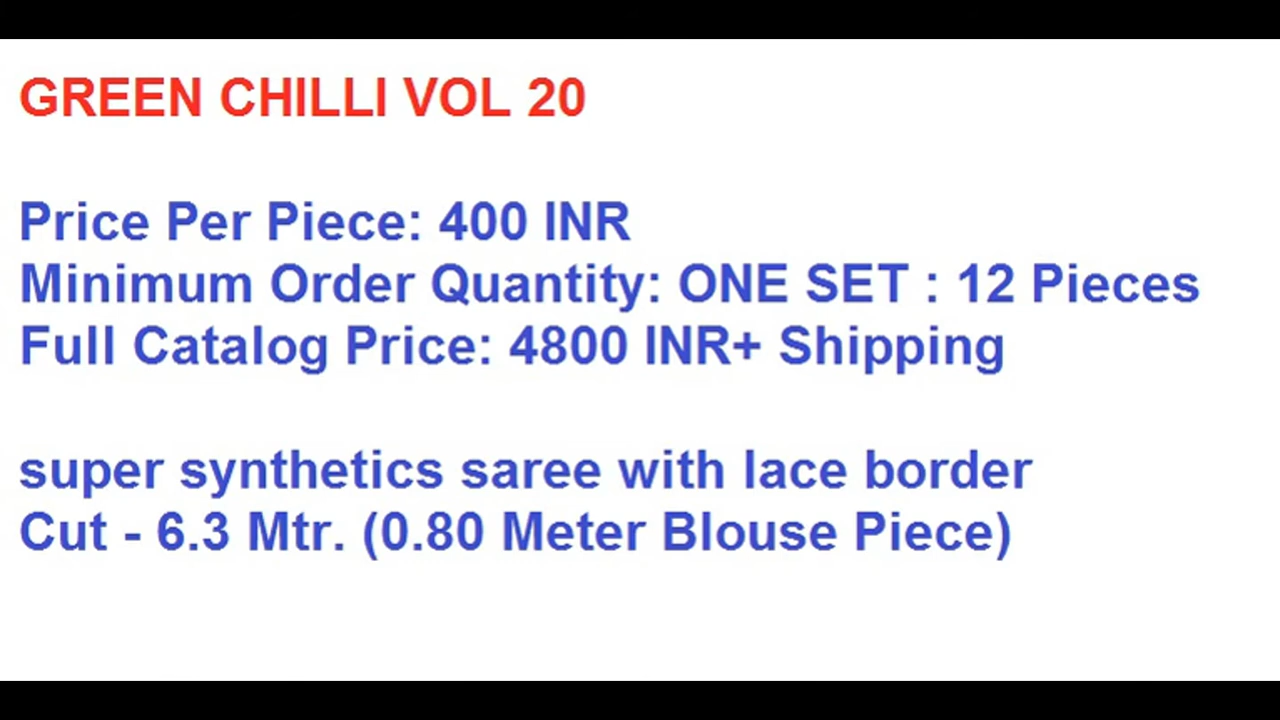 GREEN CHILLI VOL 20
Price Per Piece: 400 INR
Minimum Order Quantity: ONE SET : 12 Pieces
Full Catalog Price: 4800 INR+ Shipping
super synthetics saree with lace border
Cut - 6.3 Mtr. (0.80 Meter Blouse Piece)